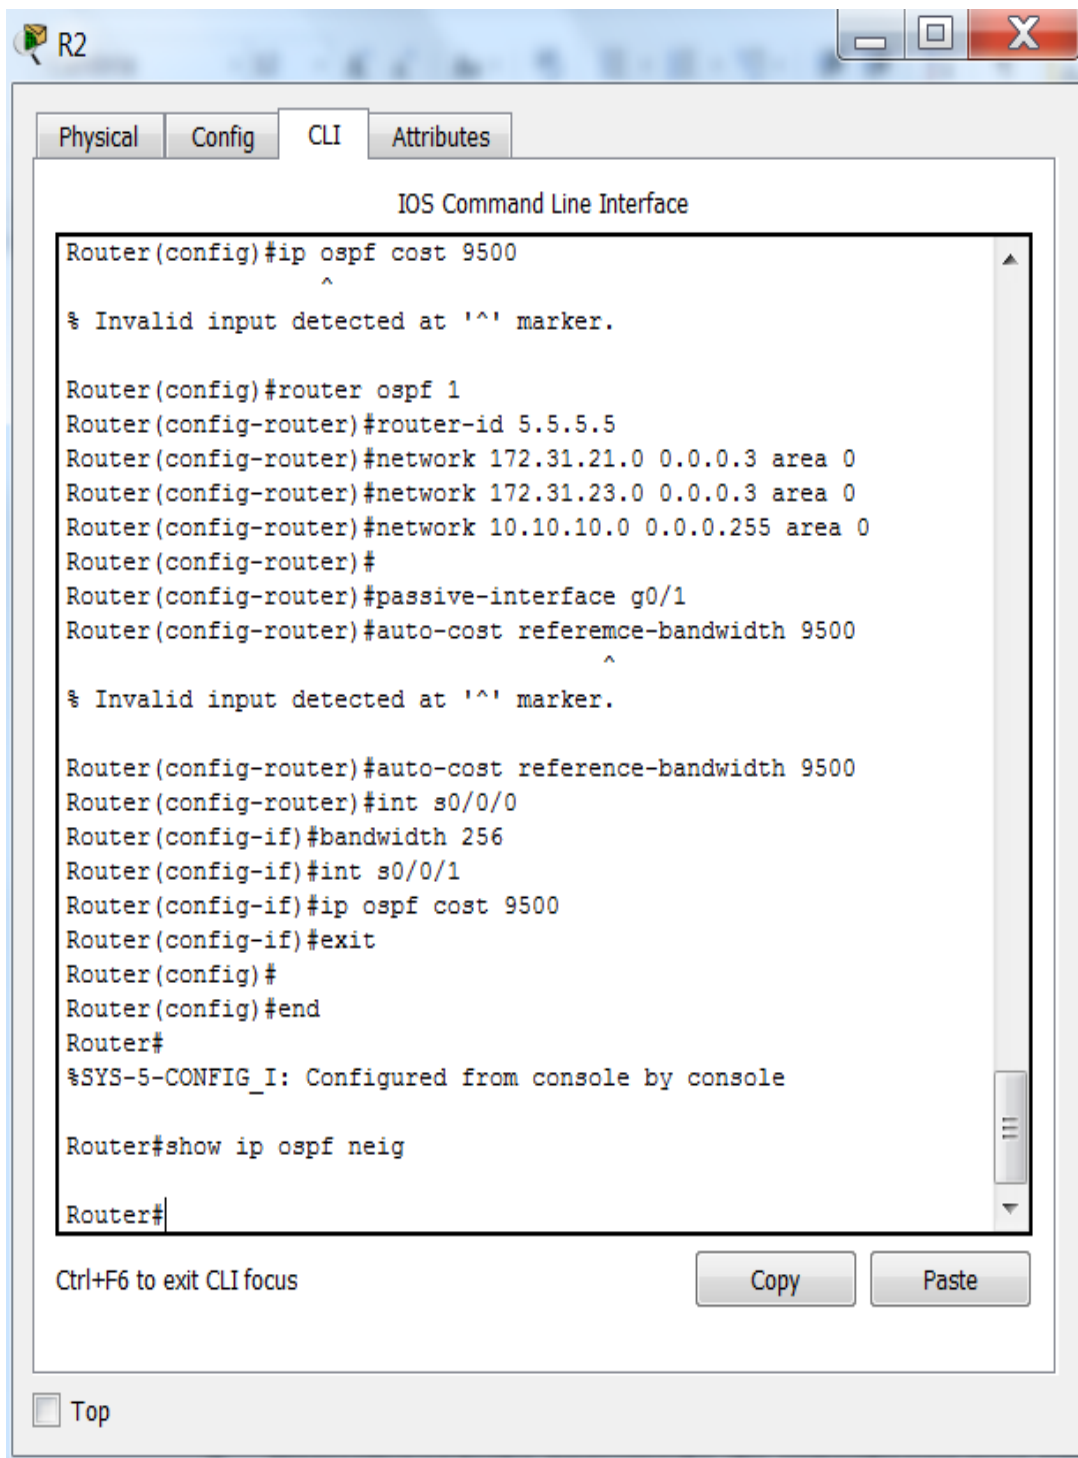 R2
Physical Config CLI Attributes
IOS Command Line Interface
Router(config)#ip ospf cost 9500
^
% Invalid input detected at '^' marker.
Router(config)#router ospf 1
Router(config-router)#router-id 5.5.5.5
Router(config-router)#network 172.31.21.0 0.0.0.3 area 0
Router(config-router)#network 172.31.23.0 0.0.0.3 area 0
Router(config-router)#network 10.10.10.0 0.0.0.255 area 0
Router(config-router)#
Router(config-router)#passive-interface g0/1
Router(config-router)#auto-cost referemce-bandwidth 9500
^
% Invalid input detected at '^' marker.
Router(config-router)#auto-cost reference-bandwidth 9500
Router(config-router)#int s0/0/0
Router(config-if)#bandwidth 256
Router(config-if)#int s0/0/1
Router(config-if)#ip ospf cost 9500
Router(config-if)#exit
Router(config)#
Router(config)#end
Router#
%SYS-5-CONFIG_I: Configured from console by console
Router#show ip ospf neig
Router#
Ctrl+F6 to exit CLI focus
Copy Paste
Top